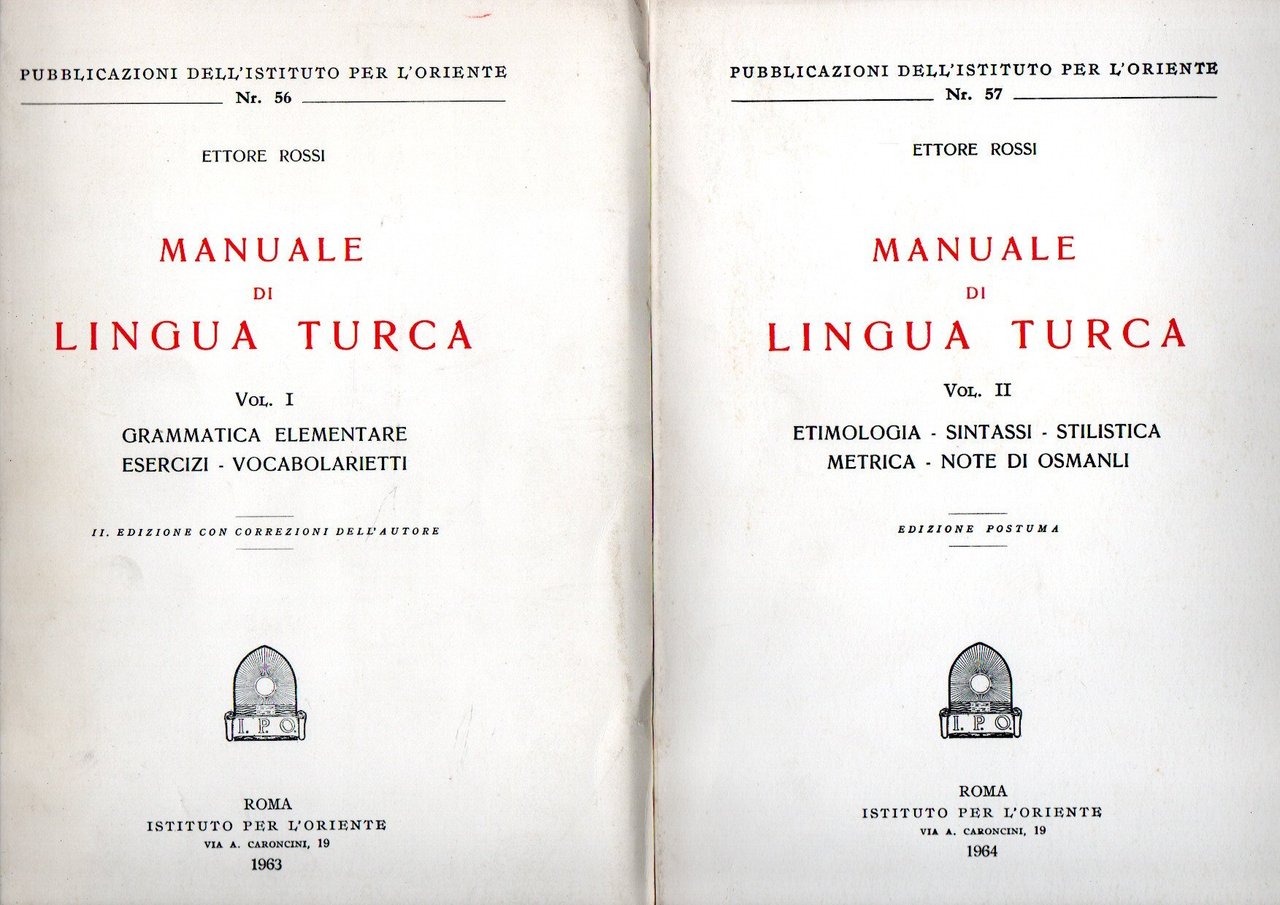 PUBBLICAZIONI DELL'ISTITUTO PER L'ORIENTE
Nr. 56
ETTORE ROSSI
MANUALE
DI
LINGUA TURCA
VOL. I
GRAMMATICA ELEMENTARE
ESERCIZI - VOCABOLARIETTI
II. EDIZIONE CON CORREZIONI DELL'AUTORE
I. P. O.
ROMA
ISTITUTO PER L'ORIENTE
VIA A. CARONCINI, 19
1963
PUBBLICAZIONI DELL'ISTITUTO PER L'ORIENTE
Nr. 57
ETTORE ROSSI
MANUALE
DI
LINGUA TURCA
VOL. II
ETIMOLOGIA - SINTASSI - STILISTICA
METRICA - NOTE DI OSMANLI
EDIZIONE POSTUMA
I. P. O.
ROMA
ISTITUTO PER L'ORIENTE
VIA A. CARONCINI, 19
1964